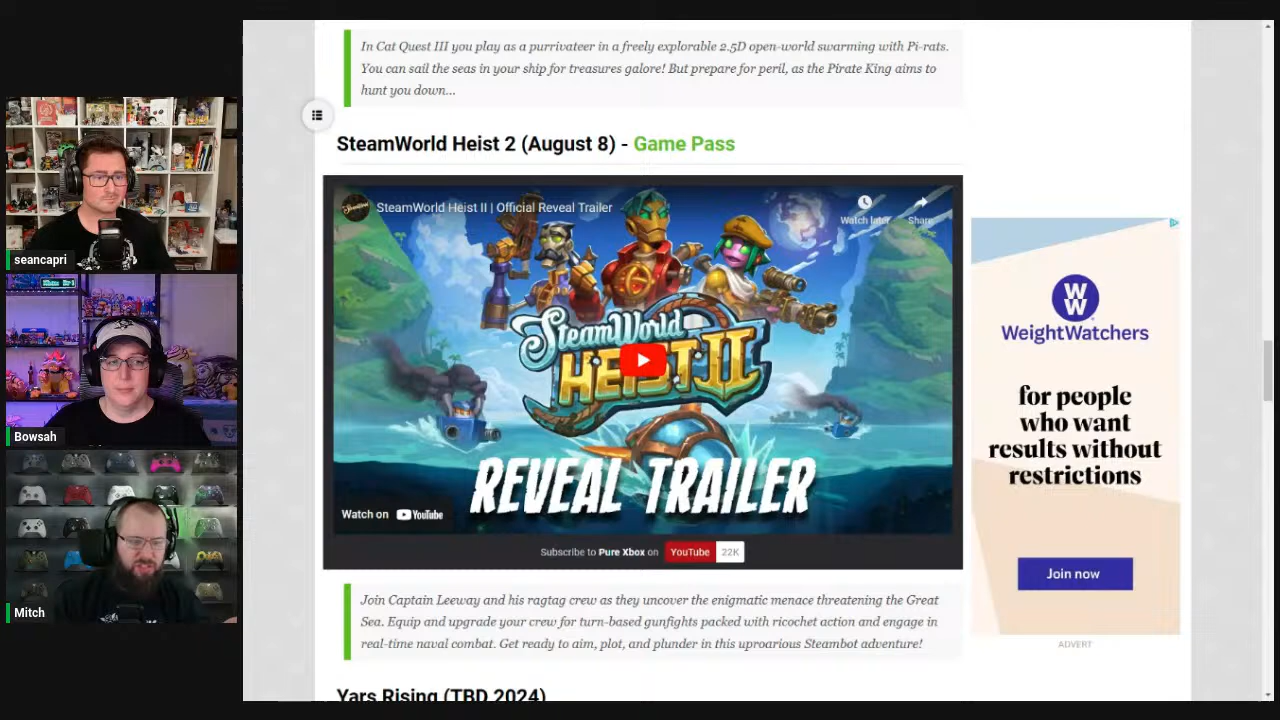 In Cat Quest III you play as a purrivateer in a freely explorable 2.5D open-world swarming with Pi-rats.
You can sail the seas in your ship for treasures galore! But prepare for peril, as the Pirate King aims to
hunt you down...
SteamWorld Heist 2 (August 8) - Game Pass
SteamWorld Heist II | Official Reveal Trailer
Watch later
Share
SteamWorld
HEIST II
REVEAL TRAILER
Watch on YouTube
Subscribe to Pure Xbox on YouTube 22K
Join Captain Leeway and his ragtag crew as they uncover the enigmatic menace threatening the Great
Sea. Equip and upgrade your crew for turn-based gunfights packed with ricochet action and engage in
real-time naval combat. Get ready to aim, plot, and plunder in this uproarious Steambot adventure!
Yars Rising (TBD 2024)
W
W
WeightWatchers
for people
who want
results without
restrictions
Join now
ADVERT
seancapri
Bowsah
Mitch